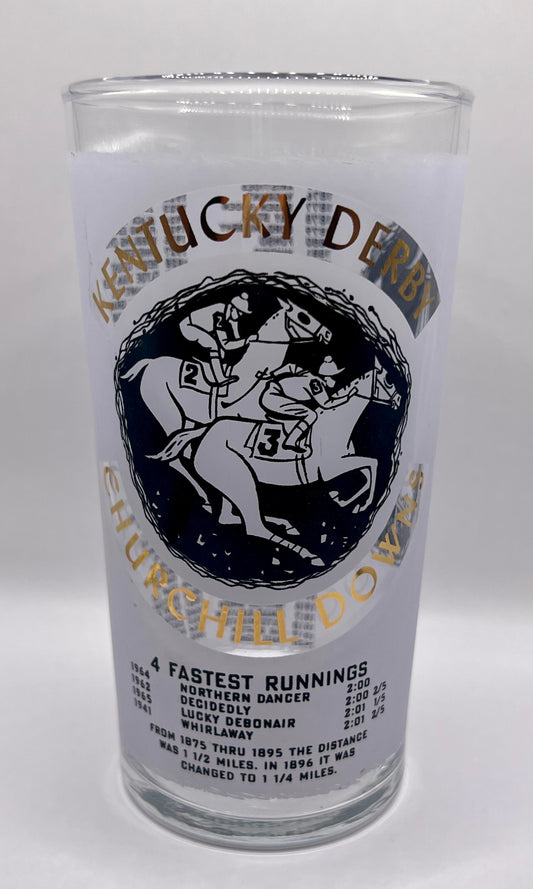 KENTUCKY DERBY
2
2
3
3
CHURCHILL DOWNS
4 FASTEST RUNNINGS
1964 NORTHERN DANCER 2:00
1962 DECIDEDLY 2:00 2/5
1965 LUCKY DEBONAIR 2:01 1/5
1941 WHIRLAWAY 2:01 2/5
FROM 1875 THRU 1895 THE DISTANCE
WAS 1 1/2 MILES. IN 1896 IT WAS
CHANGED TO 1 1/4 MILES.